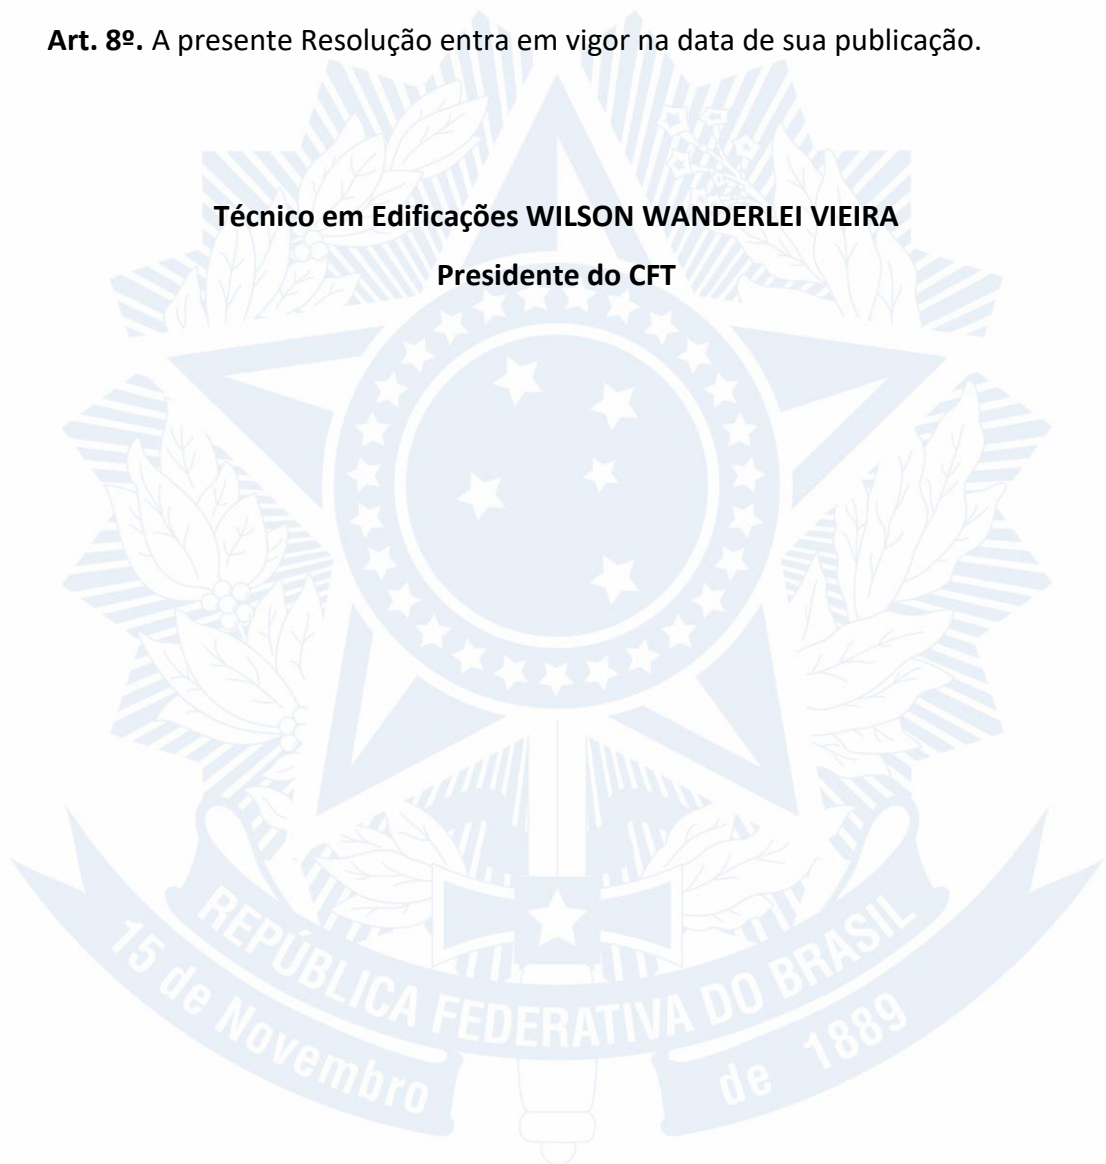 Art. 8º. A presente Resolução entra em vigor na data de sua publicação.
Técnico em Edificações WILSON WANDERLEI VIEIRA
Presidente do CFT
REPÚBLICA FEDERATIVA DO BRASIL
15 de Novembro de 1889